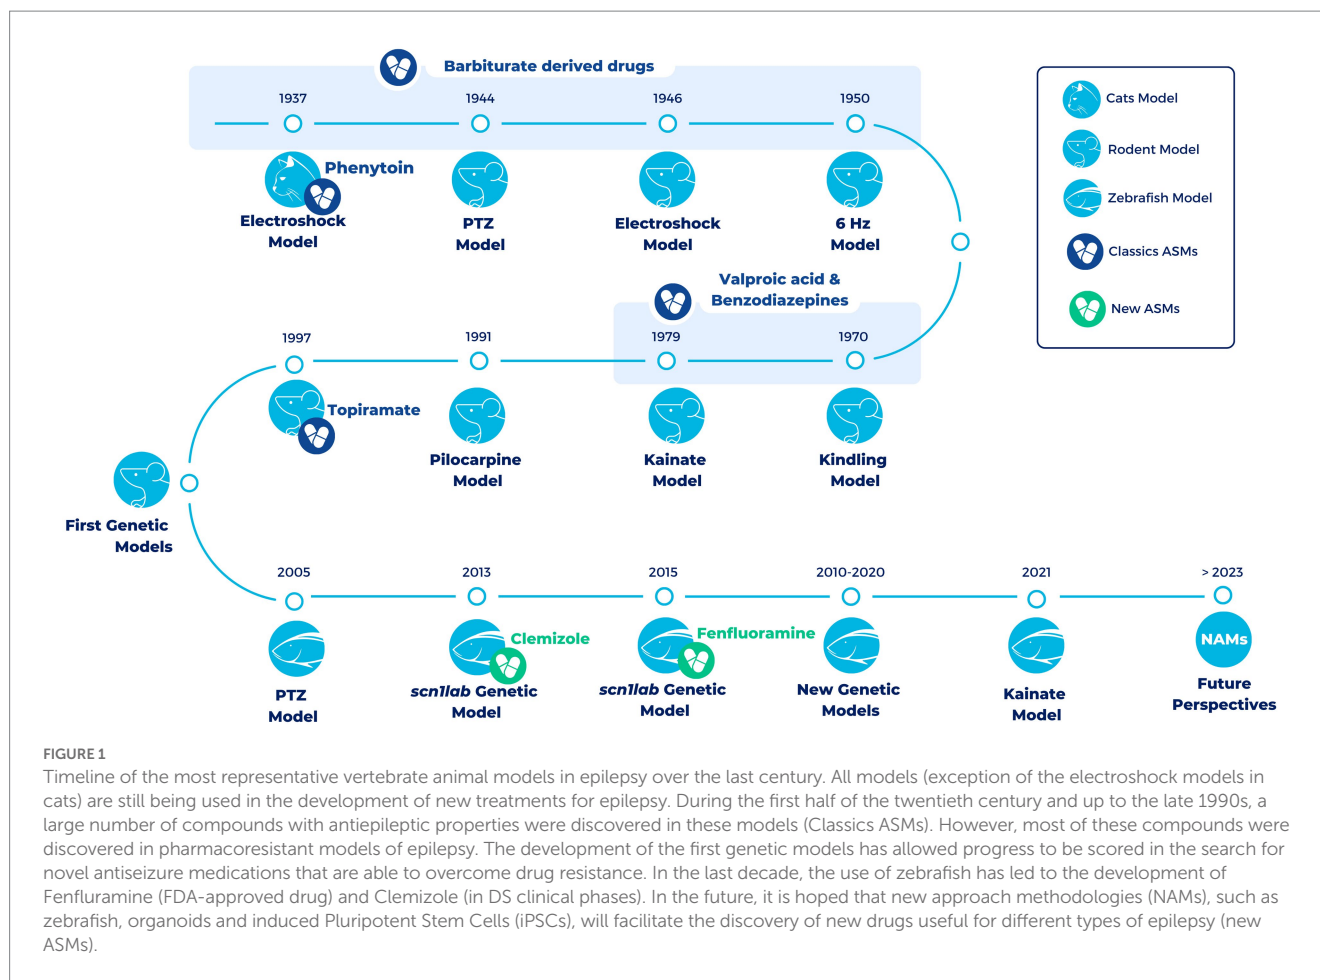 Barbiturate derived drugs
1937
1944
1946
1950
Phenytoin
Electroshock
Model
PTZ
Model
Electroshock
Model
6 Hz
Model
Cats Model
Rodent Model
Zebrafish Model
Classics ASMs
New ASMs
Valproic acid &
Benzodiazepines
1997
1991
1979
1970
Topiramate
Pilocarpine
Model
Kainate
Model
Kindling
Model
First Genetic
Models
2005
2013
2015
2010-2020
2021
> 2023
PTZ
Model
Clemizole
scn1lab Genetic
Model
Fenfluoramine
scn1lab Genetic
Model
New Genetic
Models
Kainate
Model
NAMs
Future
Perspectives
FIGURE 1
Timeline of the most representative vertebrate animal models in epilepsy over the last century. All models (exception of the electroshock models in
cats) are still being used in the development of new treatments for epilepsy. During the first half of the twentieth century and up to the late 1990s, a
large number of compounds with antiepileptic properties were discovered in these models (Classics ASMs). However, most of these compounds were
discovered in pharmacoresistant models of epilepsy. The development of the first genetic models has allowed progress to be scored in the search for
novel antiseizure medications that are able to overcome drug resistance. In the last decade, the use of zebrafish has led to the development of
Fenfluramine (FDA-approved drug) and Clemizole (in DS clinical phases). In the future, it is hoped that new approach methodologies (NAMs), such as
zebrafish, organoids and induced Pluripotent Stem Cells (iPSCs), will facilitate the discovery of new drugs useful for different types of epilepsy (new
ASMs).